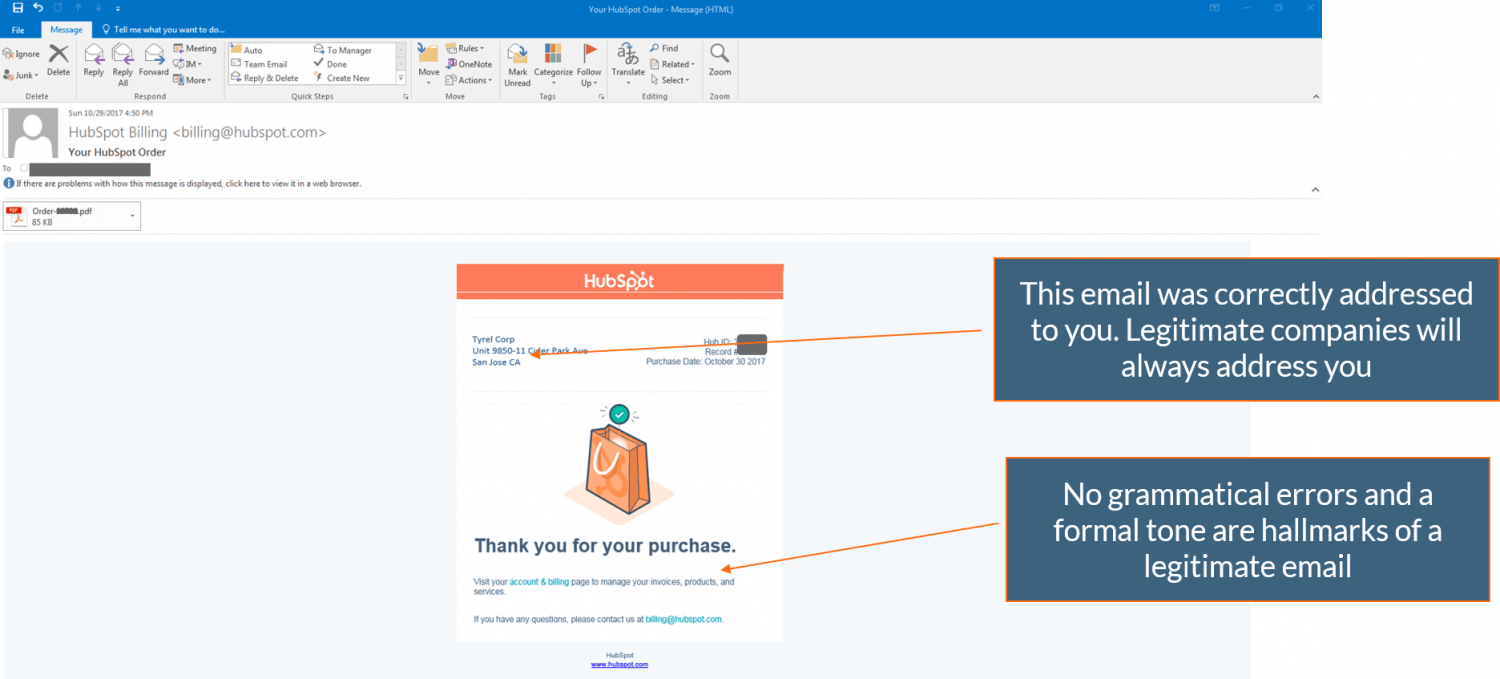 Your HubSpot Order - Message (HTML)
File Message Tell me what you want to do...
Ignore
Junk
Delete
Reply
Reply All
Forward
Meeting
IM
More
Auto
Team Email
Reply & Delete
To Manager
Done
Create New
Move
Rules
OneNote
Actions
Mark Unread
Categorize
Follow Up
Translate
Find
Related
Select
Zoom
Delete Respond Quick Steps Move Tags Editing Zoom
Sun 10/29/2017 4:50 PM
HubSpot Billing <billing@hubspot.com>
Your HubSpot Order
To
If there are problems with how this message is displayed, click here to view it in a web browser.
PDF
Order- .pdf
85 KB
HubSpot
Tyrel Corp
Unit 9850-11 Cider Park Ave
San Jose CA
Hub ID:
Record #
Purchase Date: October 30 2017
Thank you for your purchase.
Visit your account & billing page to manage your invoices, products, and
services.
If you have any questions, please contact us at billing@hubspot.com.
HubSpot
www.hubspot.com
This email was correctly addressed
to you. Legitimate companies will
always address you
No grammatical errors and a
formal tone are hallmarks of a
legitimate email